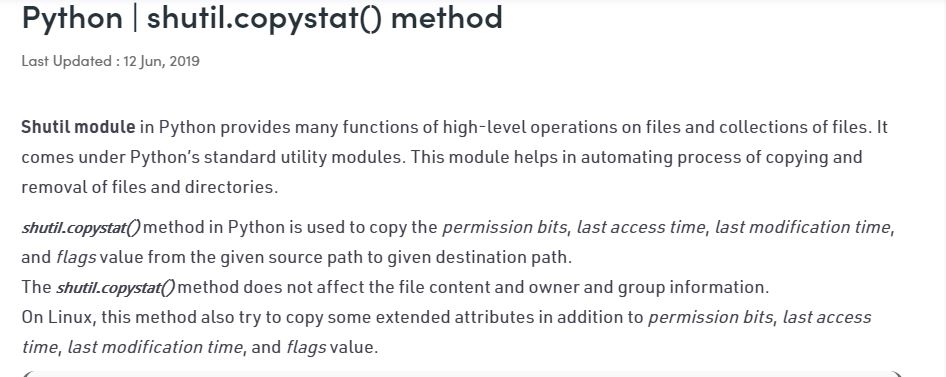 Python | shutil.copystat() method
Last Updated : 12 Jun, 2019
Shutil module in Python provides many functions of high-level operations on files and collections of files. It
comes under Python's standard utility modules. This module helps in automating process of copying and
removal of files and directories.
shutil.copystat() method in Python is used to copy the permission bits, last access time, last modification time,
and flags value from the given source path to given destination path.
The shutil.copystat() method does not affect the file content and owner and group information.
On Linux, this method also try to copy some extended attributes in addition to permission bits, last access
time, last modification time, and flags value.